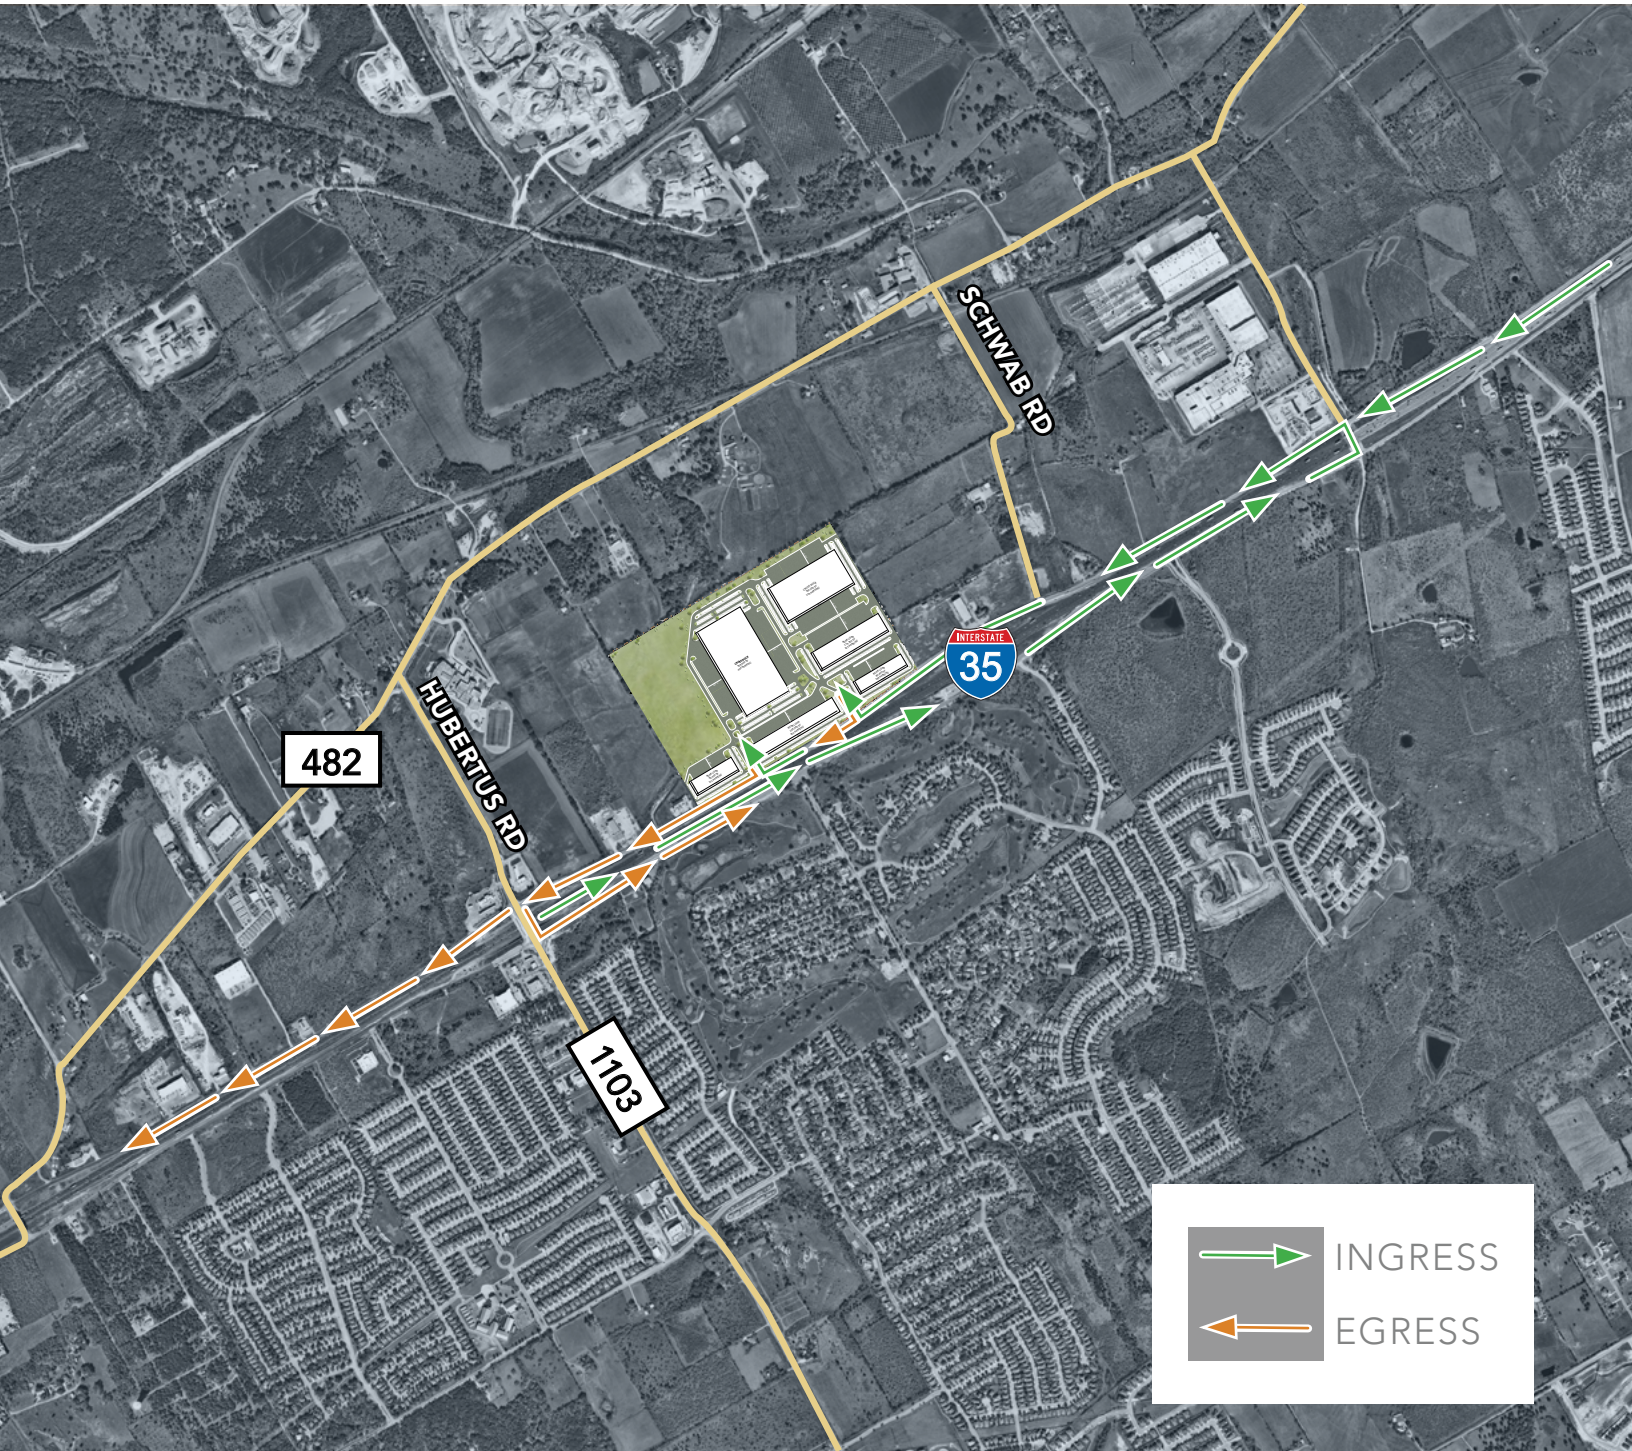 SCHWAB RD
INTERSTATE
35
HUBERTUS RD
482
1103
INGRESS
EGRESS